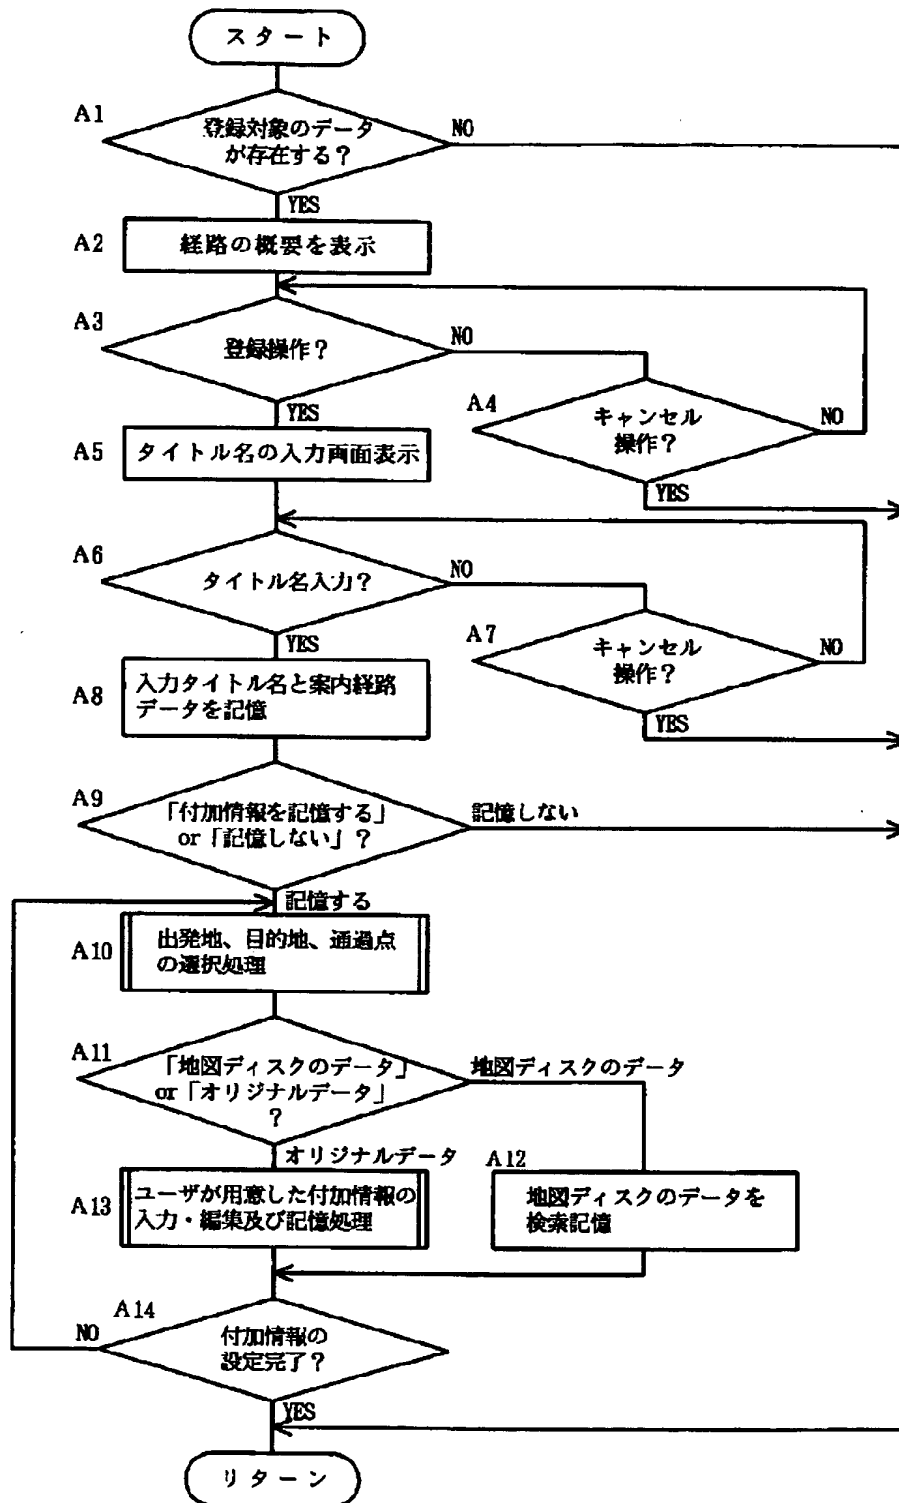 スタート
A1
登録対象のデータ
が存在する?
NO
YES
A2
経路の概要を表示
A3
登録操作?
NO
YES
A4
キャンセル
操作?
NO
YES
A5
タイトル名の入力画面表示
A6
タイトル名入力?
NO
YES
A7
キャンセル
操作?
NO
YES
A8
入力タイトル名と案内経路
データを記憶
A9
「付加情報を記憶する」
or「記憶しない」?
記憶しない
記憶する
A10
出発地、目的地、通過点
の選択処理
A11
「地図ディスクのデータ」
or「オリジナルデータ」
?
地図ディスクのデータ
オリジナルデータ
A12
地図ディスクのデータを
検索記憶
A13
ユーザが用意した付加情報の
入力・編集及び記憶処理
A14
付加情報の
設定完了?
NO
YES
リターン